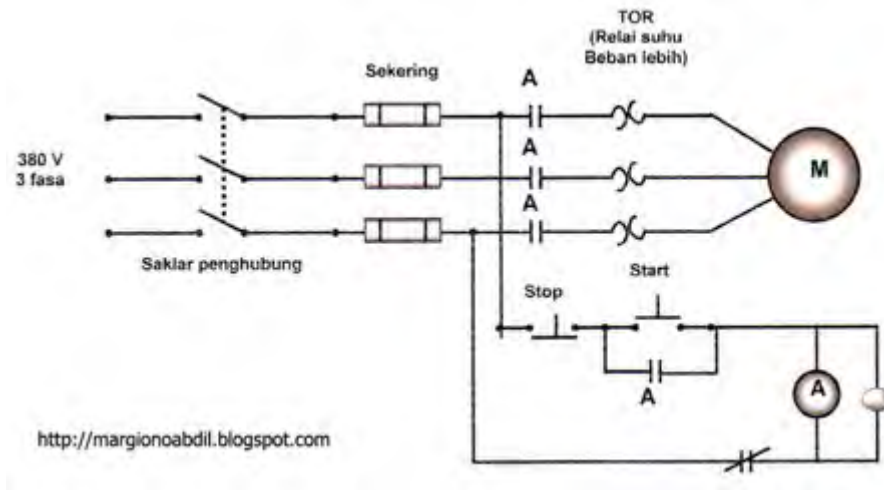 TOR
(Relai suhu
Beban lebih)
Sekering
A
380 V
3 fasa
A
M
A
Saklar penghubung
Start
Stop
A
A
http://margionoabdil.blogspot.com